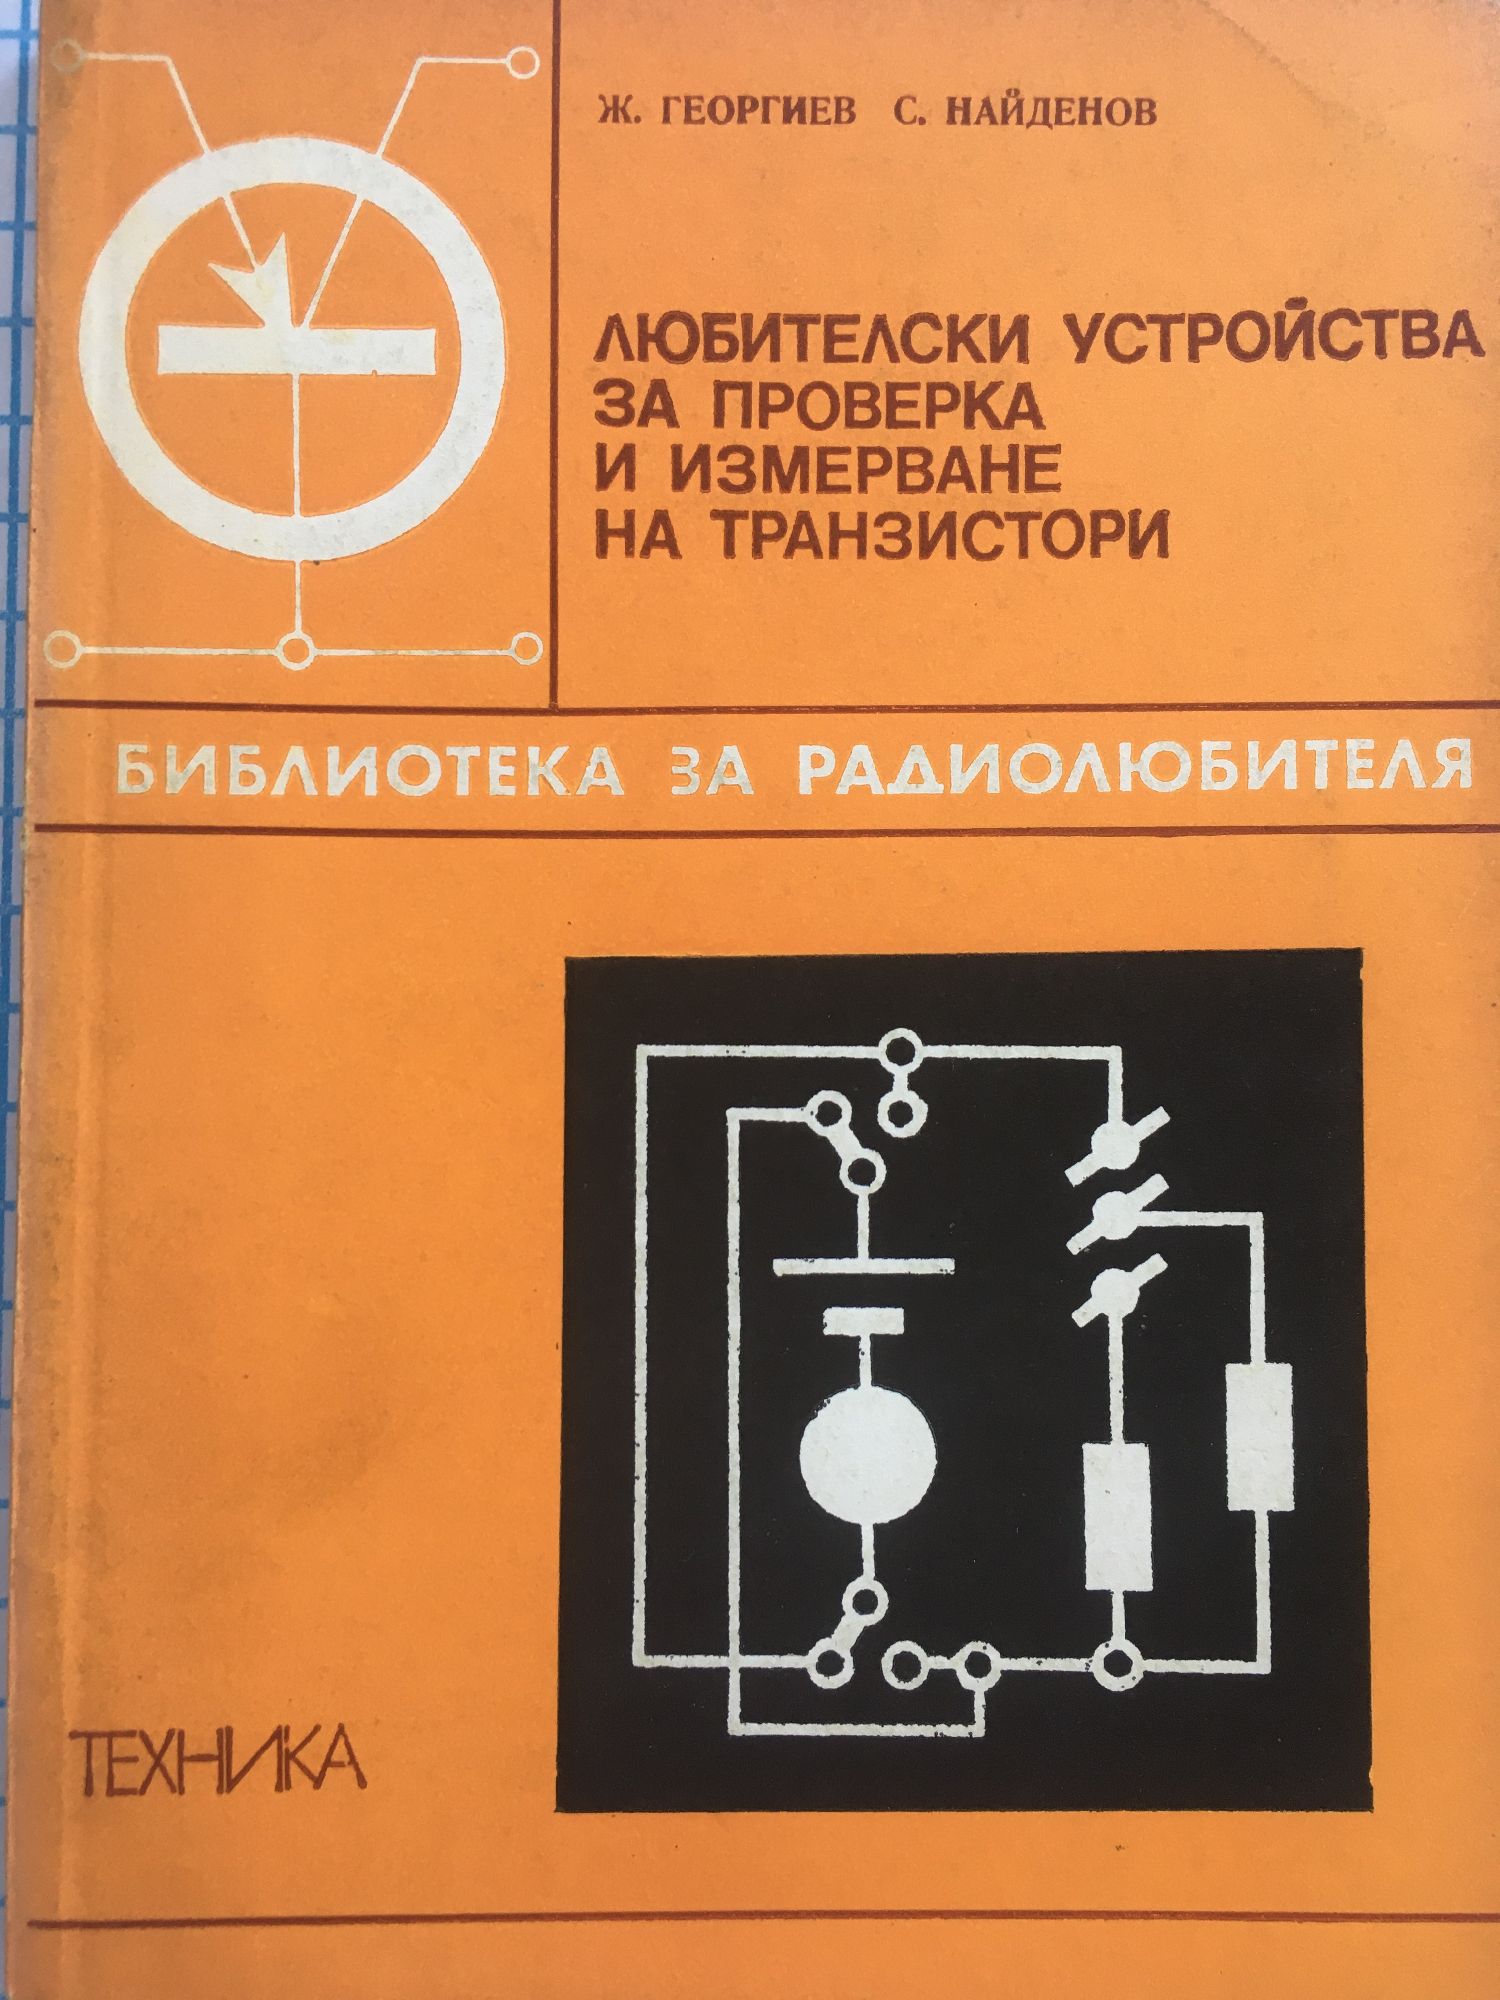 Ж. ГЕОРГИЕВ С. НАЙДЕНОВ
ЛЮБИТЕЛСКИ УСТРОЙСТВА
ЗА ПРОВЕРКА
И ИЗМЕРВАНЕ
НА ТРАНЗИСТОРИ
БИБЛИОТЕКА ЗА РАДИОЛЮБИТЕЛЯ
ТЕХНИКА